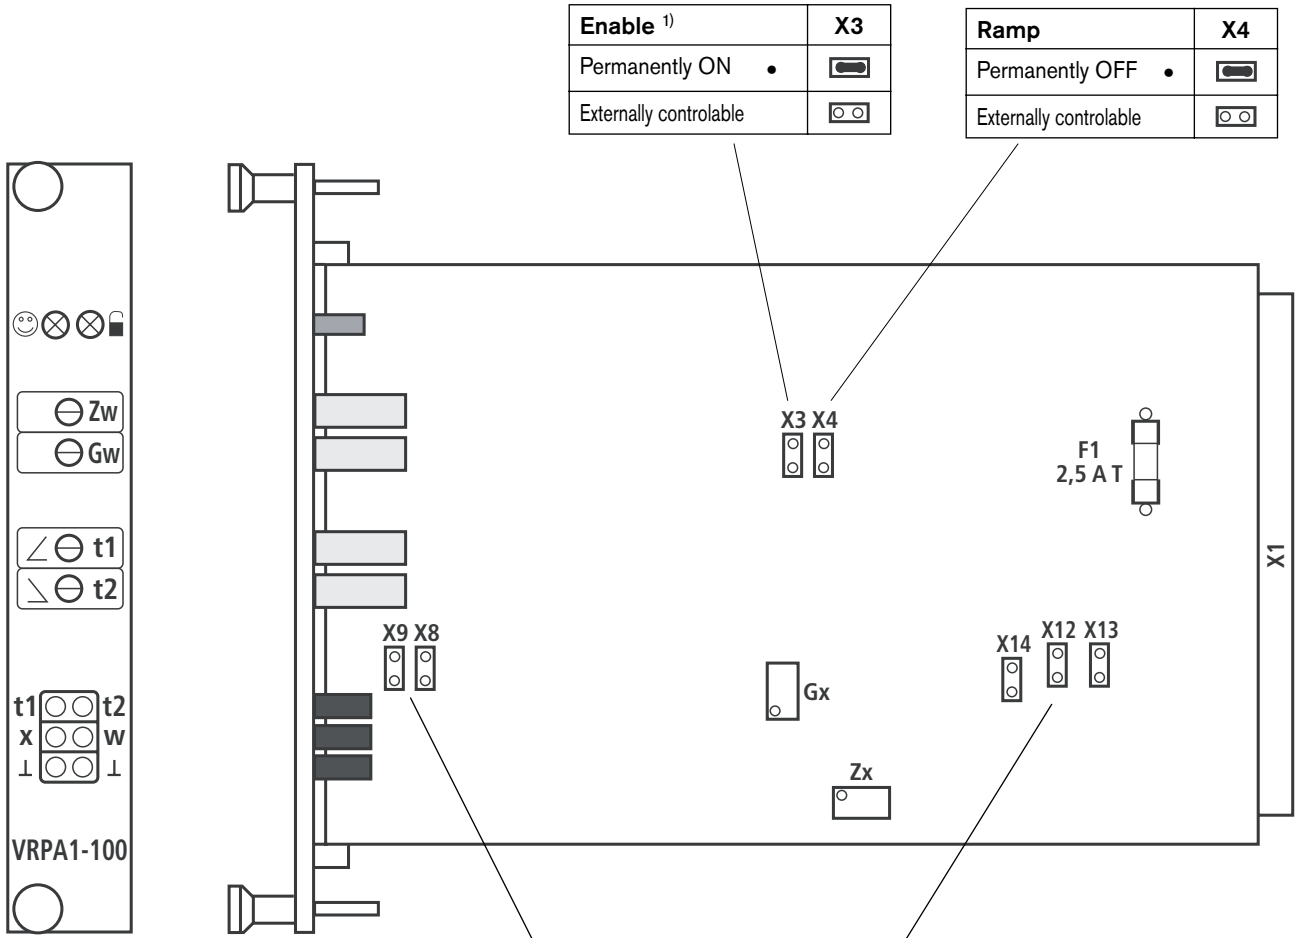 Enable 1) X3
Permanently ON •
Externally controlable
Ramp X4
Permanently OFF •
Externally controlable
Zw
Gw
t1
t2
t1 t2
x w
⊥ ⊥
VRPA1-100
X3 X4
F1
2,5 A T
X1
X9 X8
X14 X12 X13
Gx
Zx